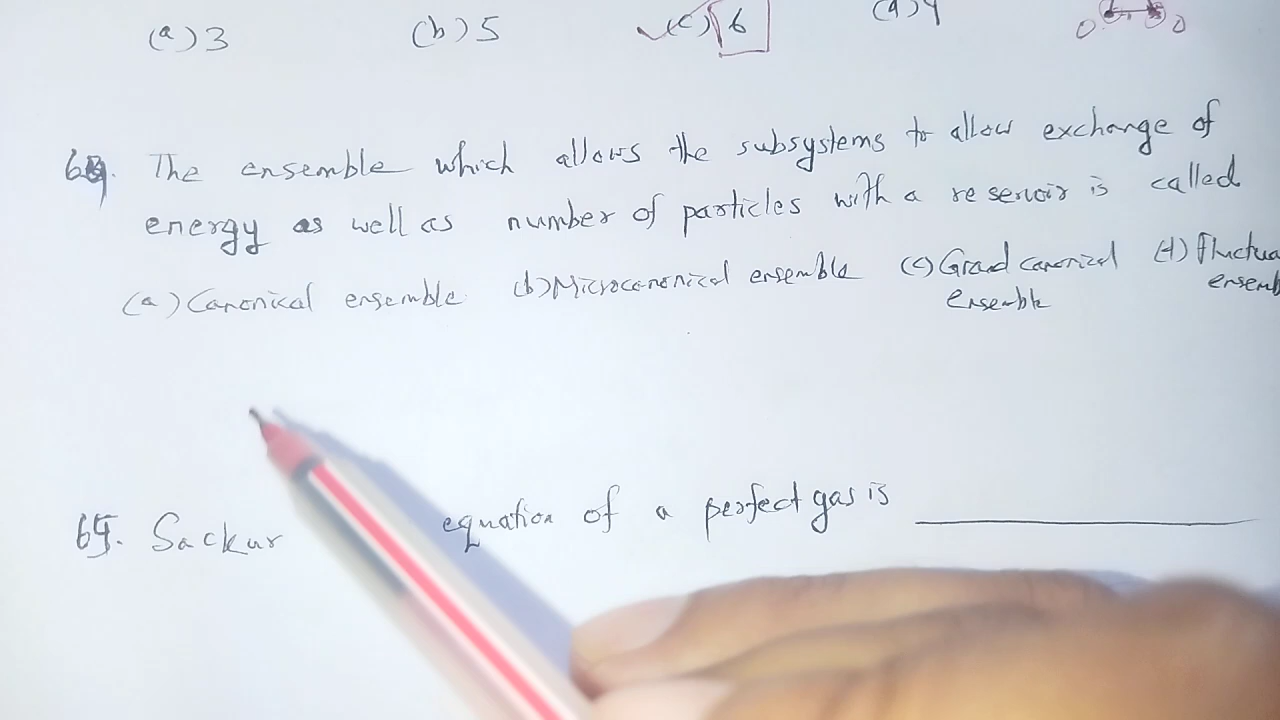 (a) 3 (b) 5 (c) 6 (d) 4
The ensemble which allows the subsystems to allow exchange of
energy as well as number of particles with a reservoir is called
(a) Canonical ensemble (b) Microcanonical ensemble (c) Grand canonical (d) fluctua
Ensemble ensemb
65. Sackur equation of a perfect gas is